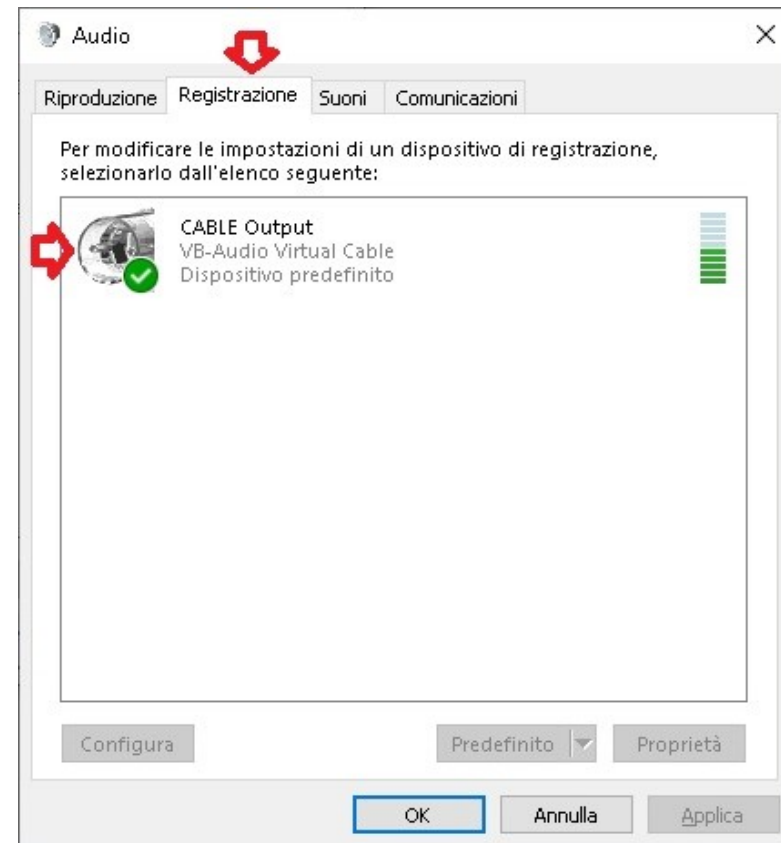 Audio
Riproduzione Registrazione Suoni Comunicazioni
Per modificare le impostazioni di un dispositivo di registrazione,
selezionarlo dall'elenco seguente:
CABLE Output
VB-Audio Virtual Cable
Dispositivo predefinito
Configura Predefinito Proprietà
OK Annulla Applica